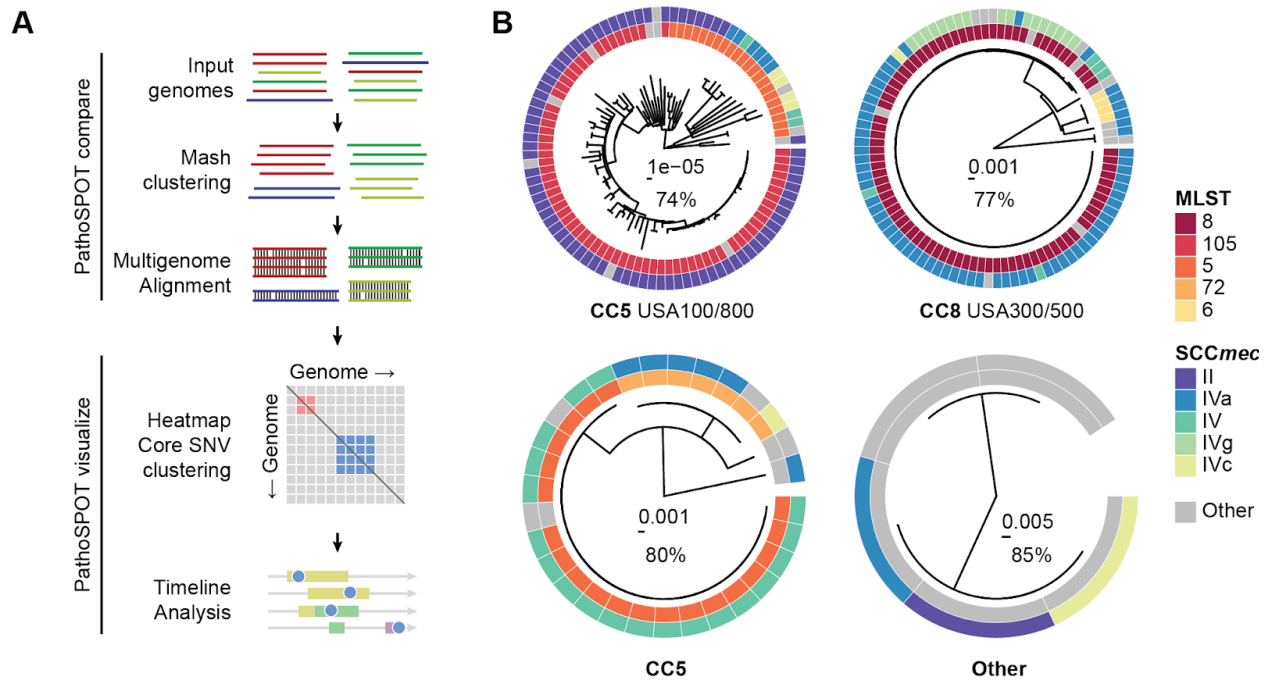 A
PathoSPOT compare
Input
genomes
Mash
clustering
Multigenome
Alignment
PathoSPOT visualize
Genome →
← Genome
Heatmap
Core SNV
clustering
Timeline
Analysis
B
1e−05
74%
CC5 USA100/800
0.001
77%
CC8 USA300/500
0.001
80%
CC5
0.005
85%
Other
MLST
8
105
5
72
6
SCCmec
II
IVa
IV
IVg
IVc
Other